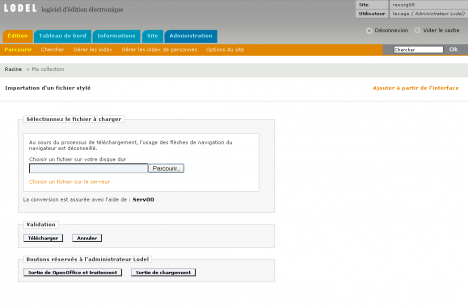 LODEL logiciel d'édition électronique
Site
Utilisateur ( Administrateur Lodel)
Déconnexion Vider le cache
Édition Tableau de bord Informations Site Administration
Parcourir Chercher Gérer les index Gérer les index de personnes Options du site Chercher Ok
Racine > Ma collection
Importation d'un fichier stylé Ajouter à partir de l'interface
Sélectionnez le fichier à charger
Au cours du processus de téléchargement, l'usage des flèches de navigation du
navigateur est déconseillé.
Choisir un fichier sur votre disque dur
Parcourir..
Choisir un fichier sur le serveur
La conversion est assurée avec l'aide de : ServOO
Validation
Télécharger Annuler
Boutons réservés à l'administrateur Lodel
Sortie de OpenOffice et traitement Sortie de chargement